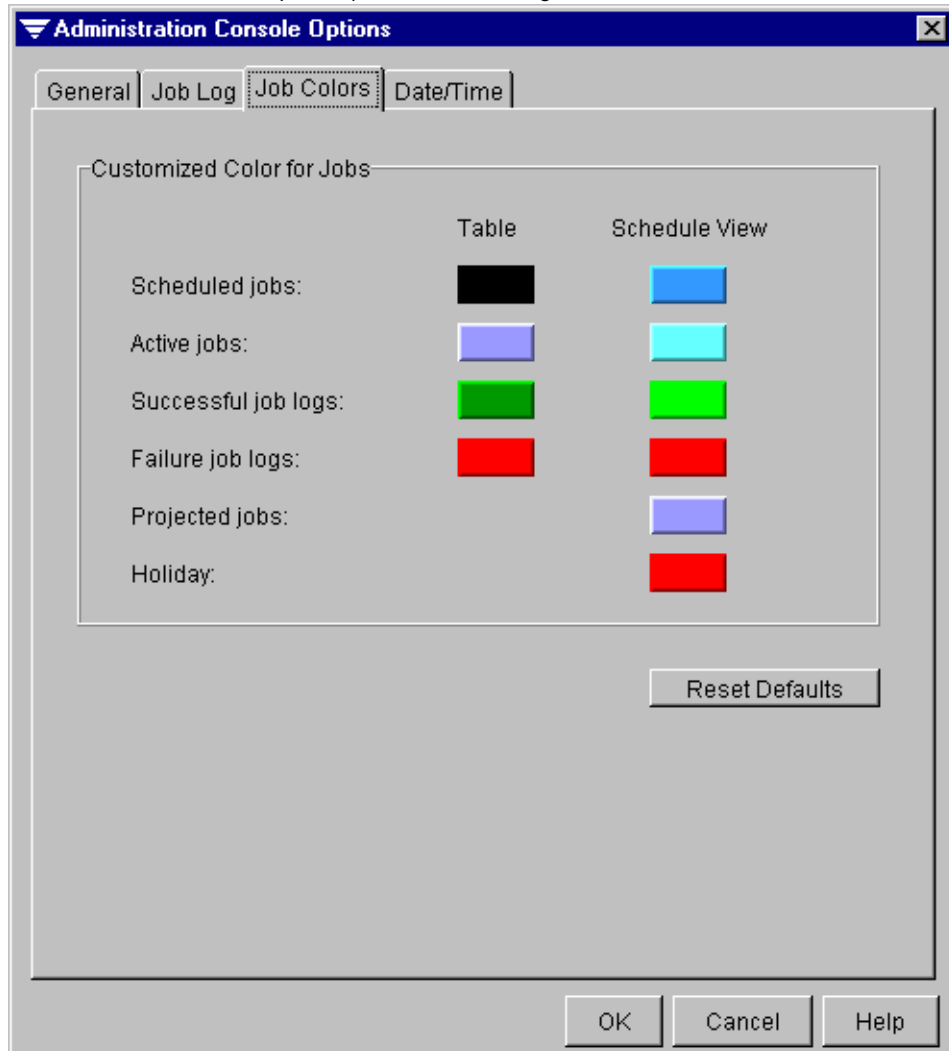 Administration Console Options
General Job Log Job Colors Date/Time
Customized Color for Jobs
Table Schedule View
Scheduled jobs:
Active jobs:
Successful job logs:
Failure job logs:
Projected jobs:
Holiday:
Reset Defaults
OK Cancel Help